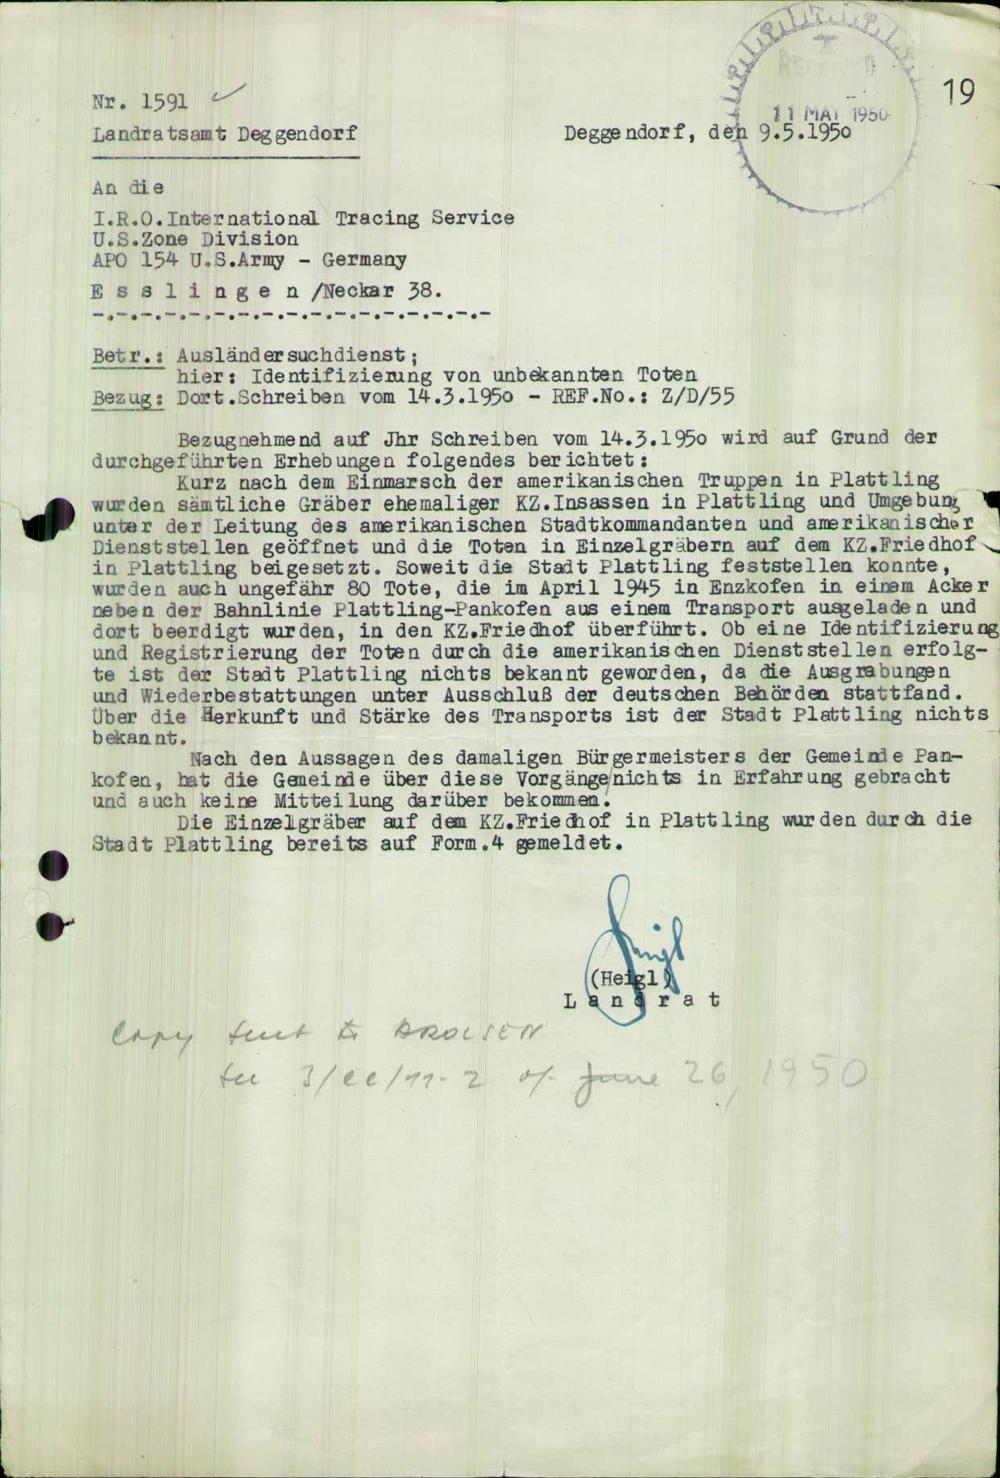 19
RECEIVED
11 MAY 1950
Nr. 1591
Landratsamt Deggendorf
Deggendorf, den 9.5.195o
An die
I.R.O.International Tracing Service
U.S.Zone Division
APO 154 U.S.Army - Germany
E s s l i n g e n /Neckar 38.
-.-.-.-.-.-.-.-.-.-.-.-.-.-.-.-.-
Betr.: Ausländersuchdienst;
hier: Identifizierung von unbekannten Toten
Bezug: Dort.Schreiben vom 14.3.195o - REF.No.: Z/D/55
Bezugnehmend auf Jhr Schreiben vom 14.3.195o wird auf Grund der
durchgeführten Erhebungen folgendes berichtet:
Kurz nach dem Einmarsch der amerikanischen Truppen in Plattling
wurden sämtliche Gräber ehemaliger KZ.Insassen in Plattling und Umgebung
unter der Leitung des amerikanischen Stadtkommandanten und amerikanischer
Dienststellen geöffnet und die Toten in Einzelgräbern auf dem KZ.Friedhof
in Plattling beigesetzt. Soweit die Stadt Plattling feststellen konnte,
wurden auch ungefähr 80 Tote, die im April 1945 in Enzkofen in einem Acker
neben der Bahnlinie Plattling-Pankofen aus einem Transport ausgeladen und
dort beerdigt wurden, in den KZ.Friedhof überführt. Ob eine Identifizierung
und Registrierung der Toten durch die amerikanischen Dienststellen erfolg-
te ist der Stadt Plattling nichts bekannt geworden, da die Ausgrabungen
und Wiederbestattungen unter Ausschluß der deutschen Behörden stattfand.
Über die Herkunft und Stärke des Transports ist der Stadt Plattling nichts
bekannt.
Nach den Aussagen des damaligen Bürgermeisters der Gemeinde Pan-
kofen, hat die Gemeinde über diese Vorgänge nichts in Erfahrung gebracht
und auch keine Mitteilung darüber bekommen.
Die Einzelgräber auf dem KZ.Friedhof in Plattling wurden durch die
Stadt Plattling bereits auf Form.4 gemeldet.
Heigl
(Heigl)
L a n d r a t
Copy sent to AROLSEN
26, 1950